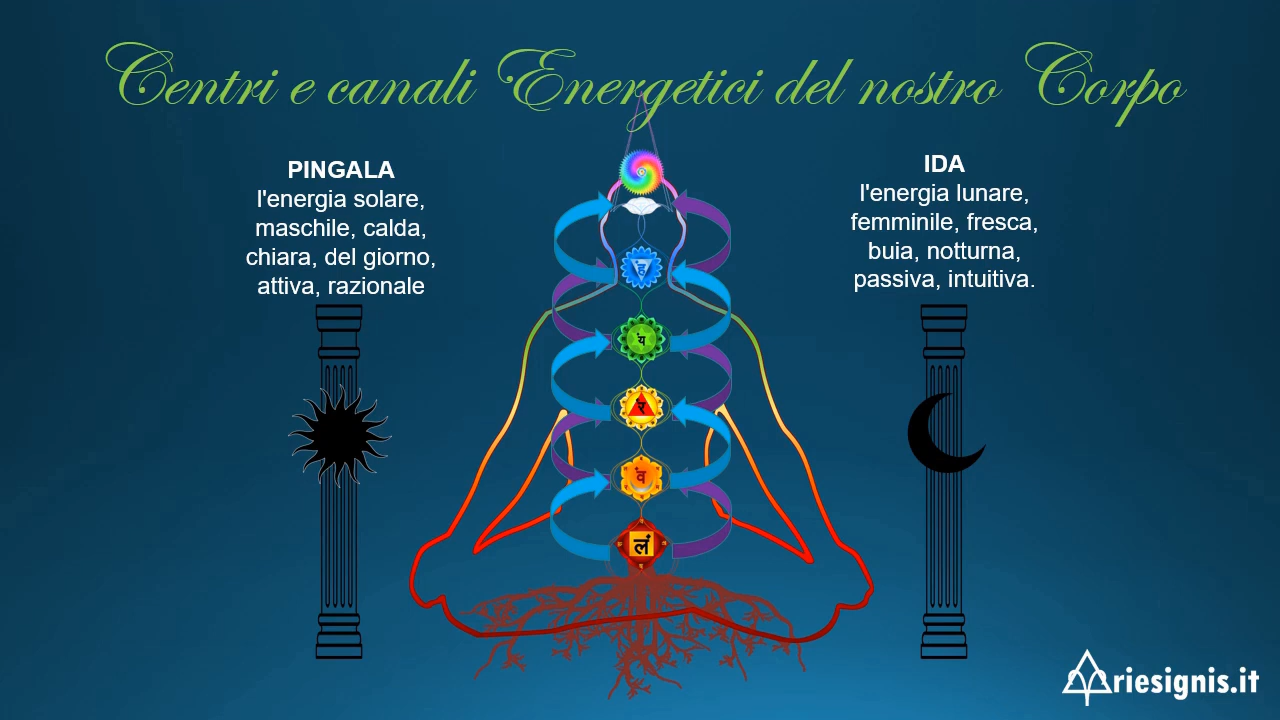 Centri e canali Energetici del nostro Corpo
PINGALA
l'energia solare,
maschile, calda,
chiara, del giorno,
attiva, razionale
IDA
l'energia lunare,
femminile, fresca,
buia, notturna,
passiva, intuitiva.
हं
यं
रं
वं
लं
Ariesignis.it